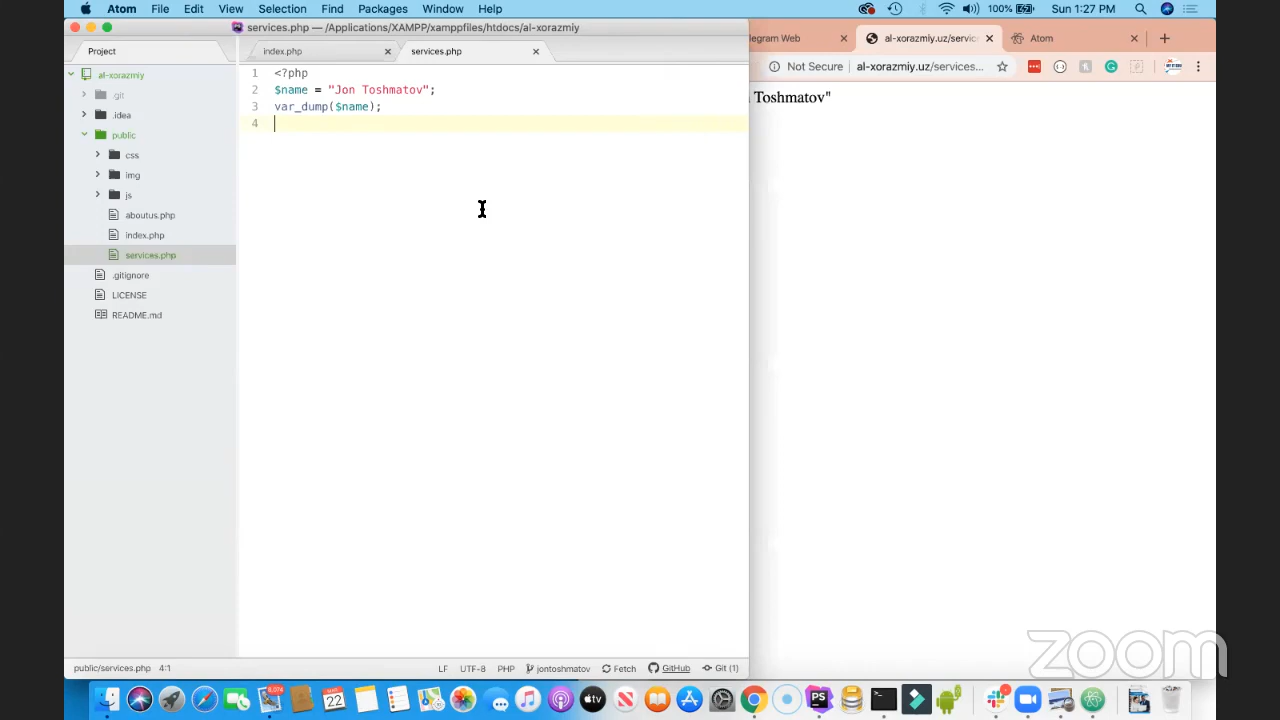 Atom File Edit View Selection Find Packages Window Help 100% Sun 1:27 PM
services.php — /Applications/XAMPP/xamppfiles/htdocs/al-xorazmiy
Project index.php services.php
legram Web al-xorazmiy.uz/servic Atom
Not Secure al-xorazmiy.uz/services...
al-xorazmiy
.git
.idea
public
css
img
js
aboutus.php
index.php
services.php
.gitignore
LICENSE
README.md
1 <?php
2 $name = "Jon Toshmatov";
3 var_dump($name);
4
Toshmatov"
public/services.php 4:1 LF UTF-8 PHP jontoshmatov Fetch GitHub Git (1)
zoom
22
tv
PS